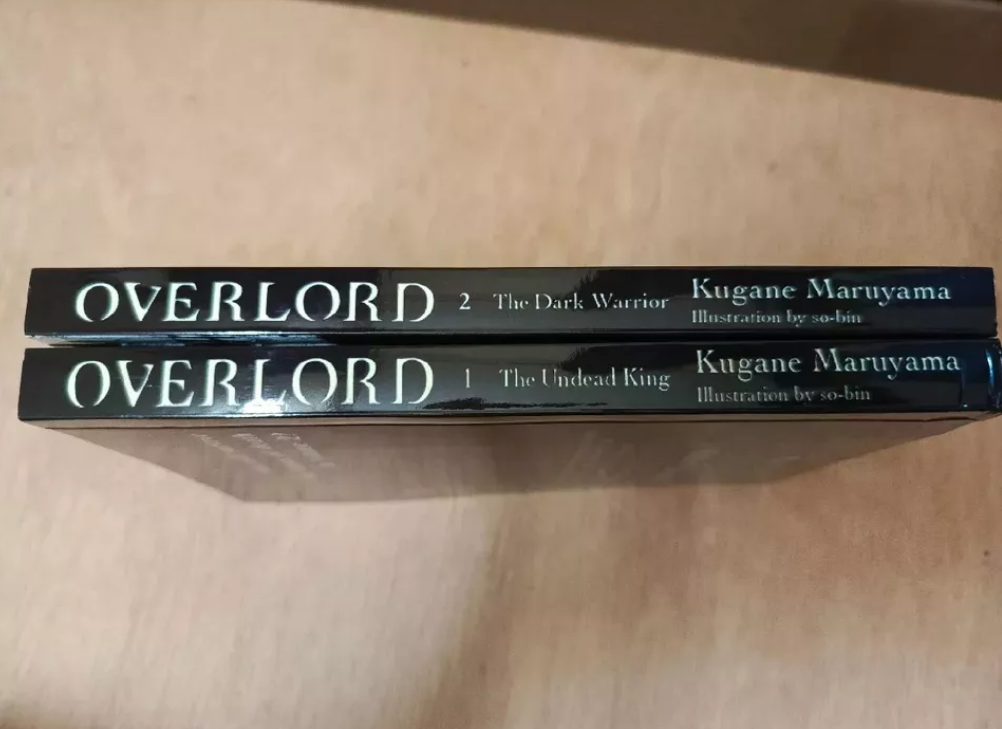 OVERLORD 2 The Dark Warrior Kugane Maruyama
Illustration by so-bin
OVERLORD 1 The Undead King Kugane Maruyama
Illustration by so-bin